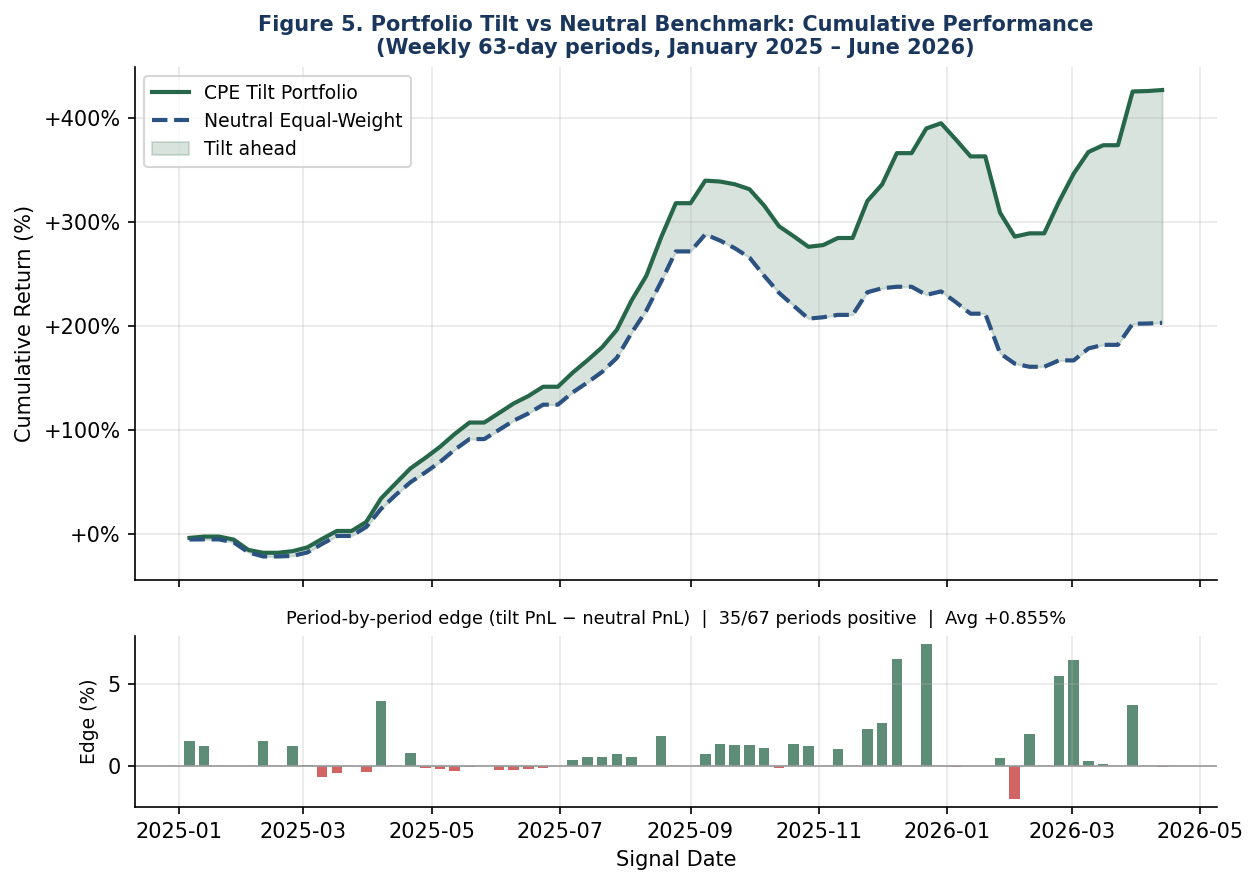 Figure 5. Portfolio Tilt vs Neutral Benchmark: Cumulative Performance
(Weekly 63-day periods, January 2025 – June 2026)
CPE Tilt Portfolio
Neutral Equal-Weight
Tilt ahead
Cumulative Return (%)
+400%
+300%
+200%
+100%
+0%
Period-by-period edge (tilt PnL − neutral PnL) | 35/67 periods positive | Avg +0.855%
Edge (%)
5
0
2025-01 2025-03 2025-05 2025-07 2025-09 2025-11 2026-01 2026-03 2026-05
Signal Date